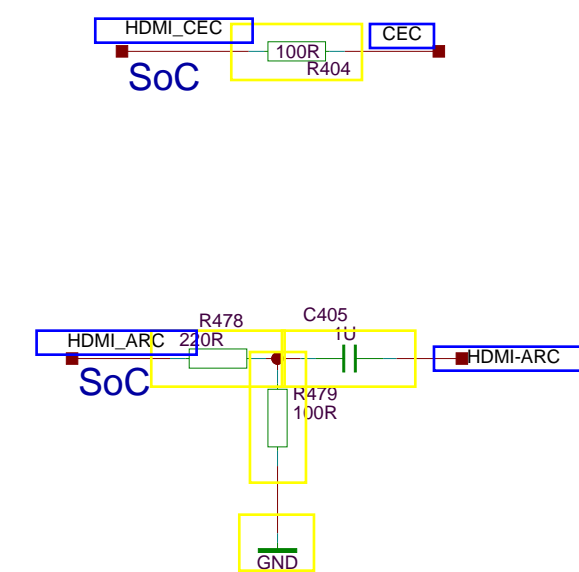 HDMI_CEC
CEC
100R
R404
SoC
R478
C405
1U
HDMI_ARC
220R
HDMI-ARC
SoC
R479
100R
GND